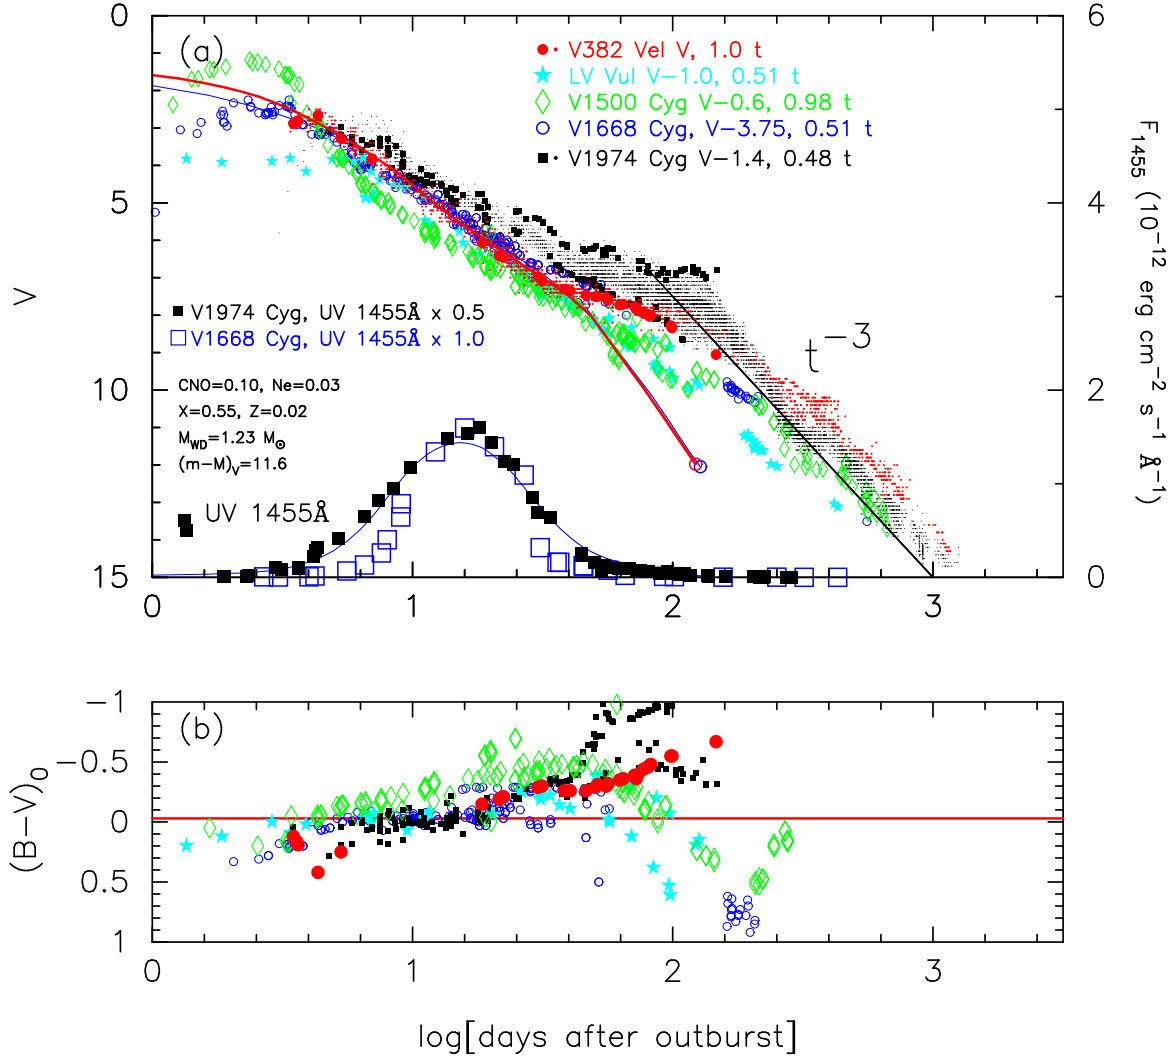 (a)
V382 Vel V, 1.0 t
LV Vul V−1.0, 0.51 t
V1500 Cyg V−0.6, 0.98 t
V1668 Cyg, V−3.75, 0.51 t
V1974 Cyg V−1.4, 0.48 t
V1974 Cyg, UV 1455Å x 0.5
V1668 Cyg, UV 1455Å x 1.0
t⁻³
CNO=0.10, Ne=0.03
X=0.55, Z=0.02
M_WD=1.23 M_⊙
(m−M)_V=11.6
UV 1455Å
0
5
10
15
V
0
2
4
6
F₁₄₅₅ (10⁻¹² erg cm⁻² s⁻¹ Å⁻¹)
0 1 2 3
(b)
−1
−0.5
0
0.5
1
(B−V)₀
0 1 2 3
log[days after outburst]